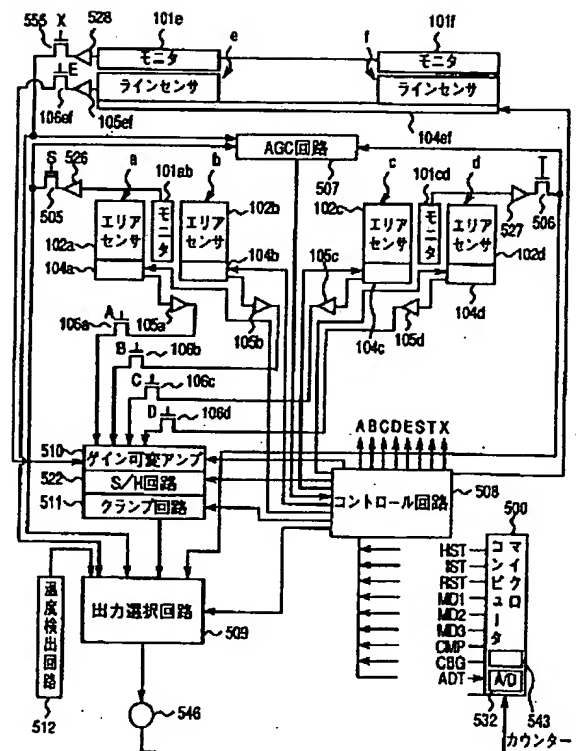 555
X
528
101e
101f
モニタ
モニタ
E
e
f
ラインセンサ
ラインセンサ
106ef
105ef
104ef
AGC回路
507
S
526
505
a
101ab
モニタ
b
c
101cd
モニタ
d
T
527
506
102b
102c
エリアセンサ
エリアセンサ
エリアセンサ
エリアセンサ
102a
104a
104b
105c
102d
104d
106a
A
105a
105b
104c
105d
B
106b
C
106c
D
106d
ABCDESTX
510
ゲイン可変アンプ
522
S/H回路
511
クランプ回路
コントロール回路
508
500
マイクロコンピュータ
HST
IST
RST
MD1
MD2
MD3
CMP
CBG
ADT
A/D
温度検出回路
出力選択回路
509
512
546
532
543
カウンター